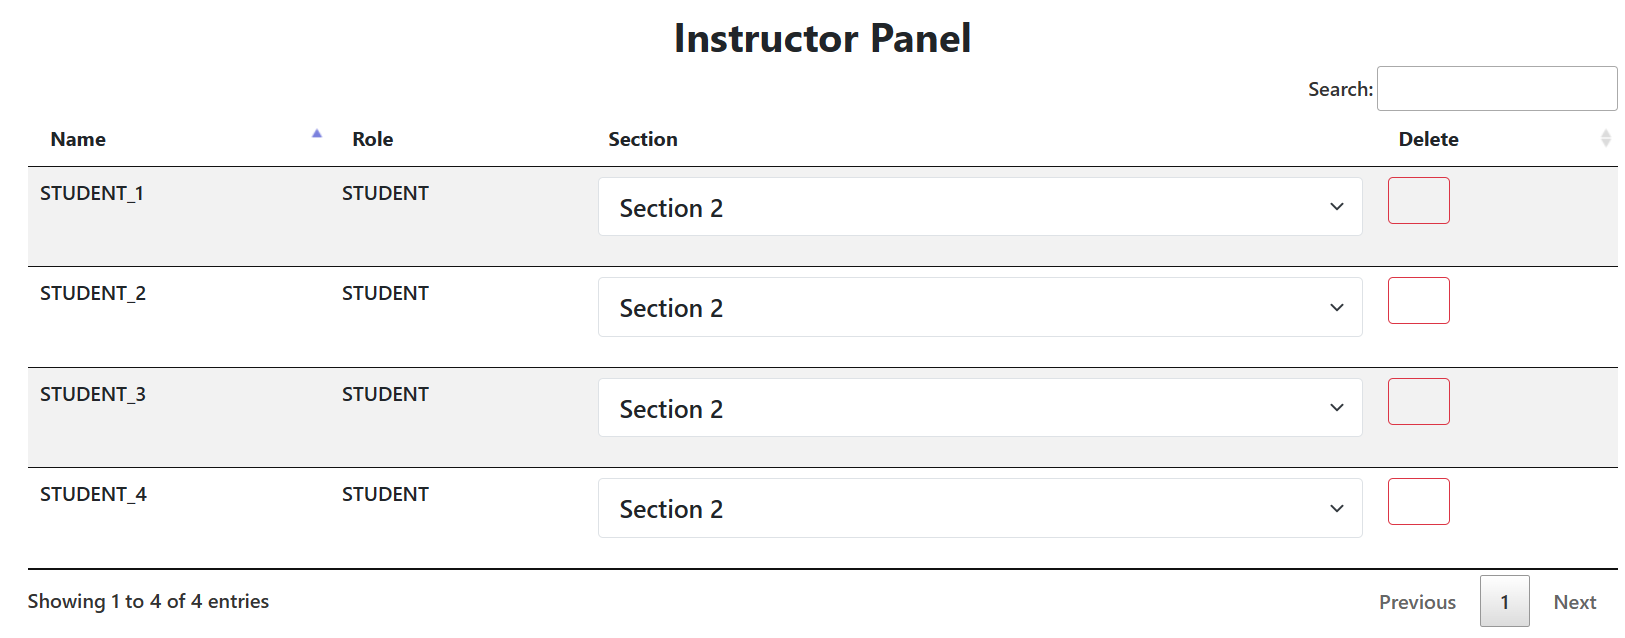 Instructor Panel
Search:
Name Role Section Delete
STUDENT_1 STUDENT Section 2
STUDENT_2 STUDENT Section 2
STUDENT_3 STUDENT Section 2
STUDENT_4 STUDENT Section 2
Showing 1 to 4 of 4 entries Previous 1 Next